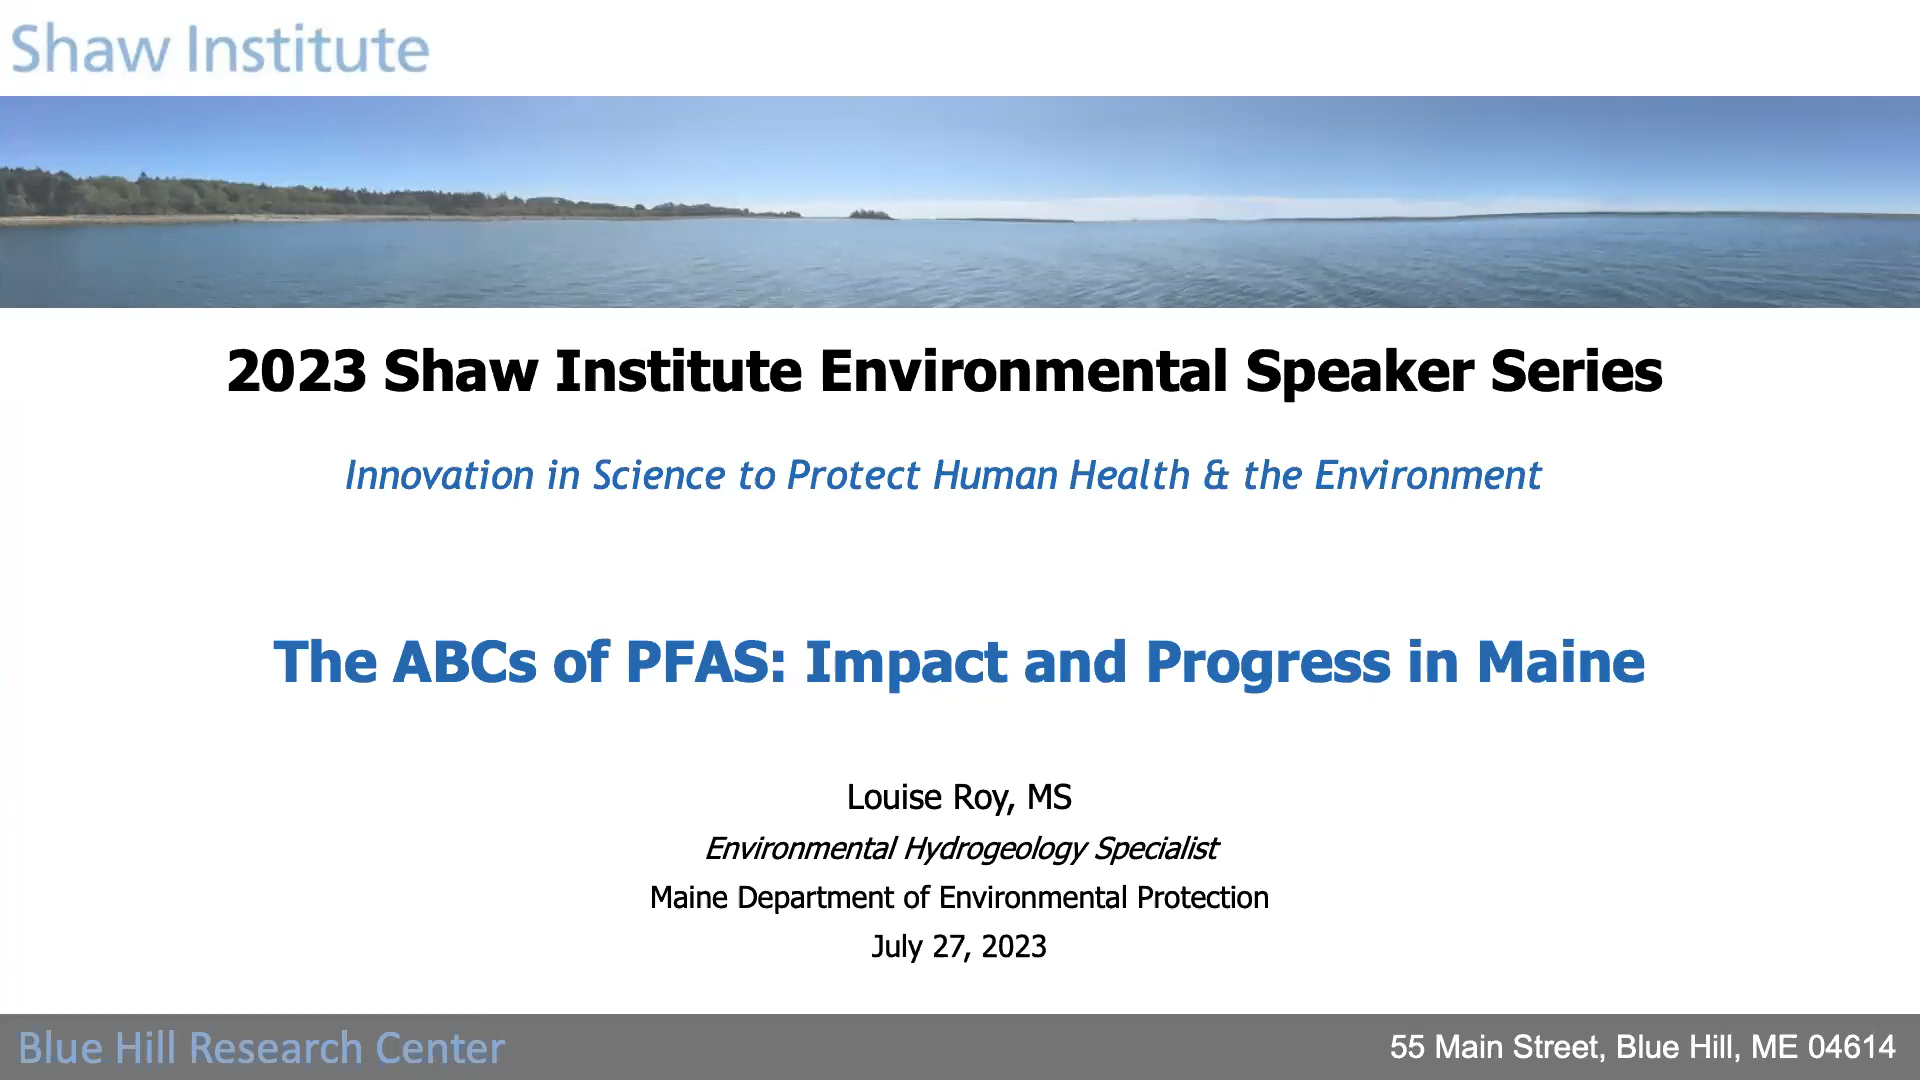 Shaw Institute
2023 Shaw Institute Environmental Speaker Series
Innovation in Science to Protect Human Health & the Environment
The ABCs of PFAS: Impact and Progress in Maine
Louise Roy, MS
Environmental Hydrogeology Specialist
Maine Department of Environmental Protection
July 27, 2023
Blue Hill Research Center
55 Main Street, Blue Hill, ME 04614